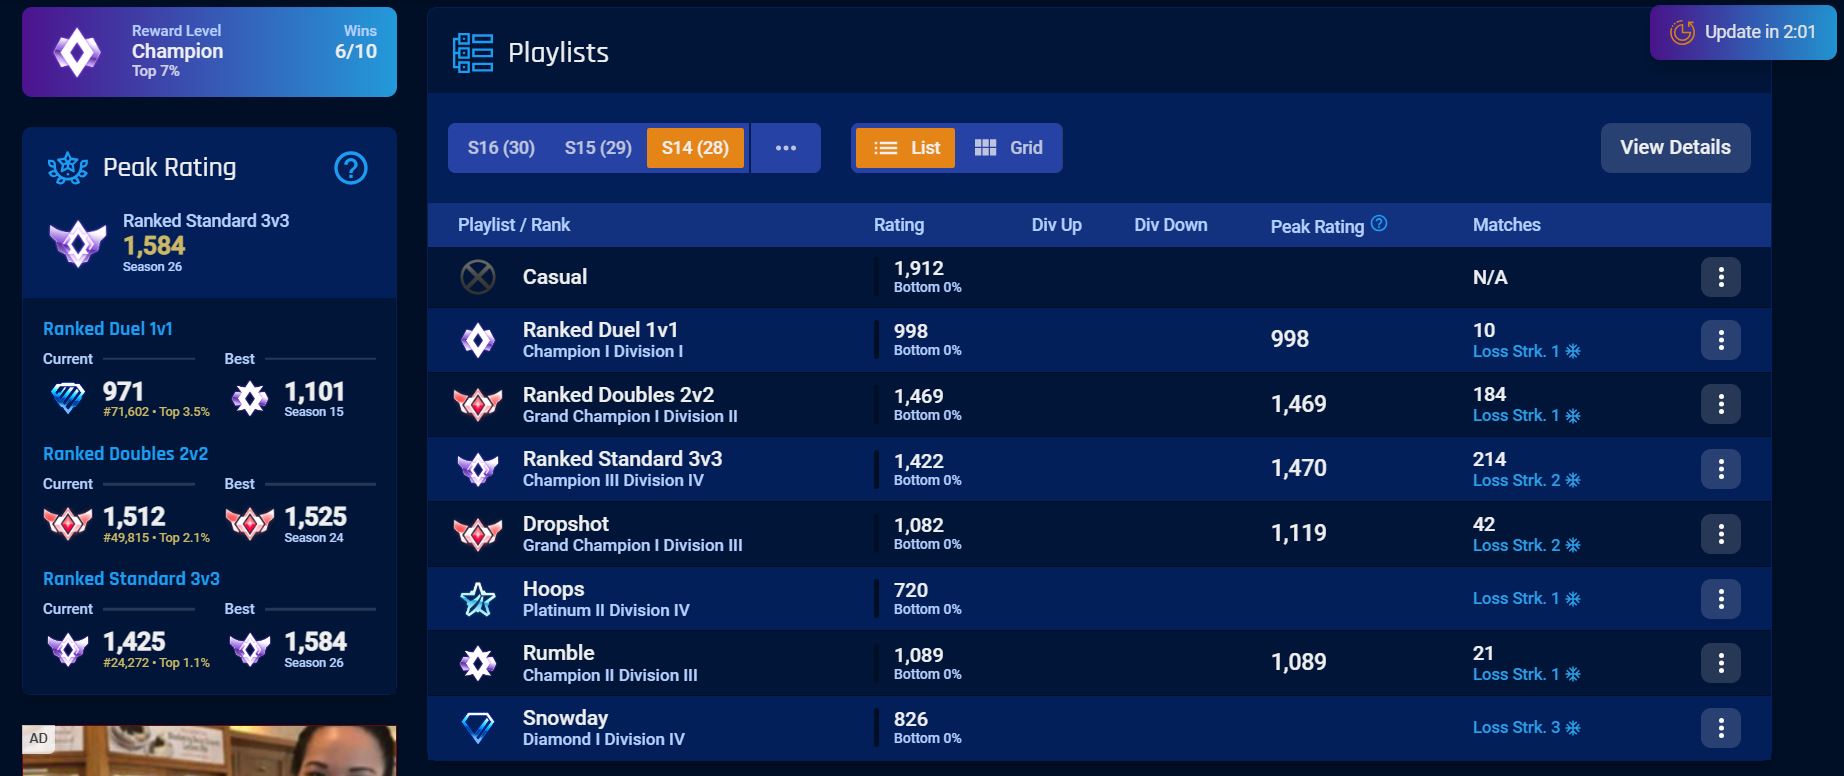 Reward Level
Wins
Champion
6/10
Top 7%
Peak Rating
Ranked Standard 3v3
1,584
Season 26
Ranked Duel 1v1
Current
Best
971
#71,602 • Top 3.5%
1,101
Season 15
Ranked Doubles 2v2
Current
Best
1,512
#49,815 • Top 2.1%
1,525
Season 24
Ranked Standard 3v3
Current
Best
1,425
#24,272 • Top 1.1%
1,584
Season 26
AD
Playlists
Update in 2:01
S16 (30)
S15 (29)
S14 (28)
List
Grid
View Details
Playlist / Rank
Rating
Div Up
Div Down
Peak Rating
Matches
Casual
1,912
Bottom 0%
N/A
Ranked Duel 1v1
Champion I Division I
998
Bottom 0%
998
10
Loss Strk. 1
Ranked Doubles 2v2
Grand Champion I Division II
1,469
Bottom 0%
1,469
184
Loss Strk. 1
Ranked Standard 3v3
Champion III Division IV
1,422
Bottom 0%
1,470
214
Loss Strk. 2
Dropshot
Grand Champion I Division III
1,082
Bottom 0%
1,119
42
Loss Strk. 2
Hoops
Platinum II Division IV
720
Bottom 0%
Loss Strk. 1
Rumble
Champion II Division III
1,089
Bottom 0%
1,089
21
Loss Strk. 1
Snowday
Diamond I Division IV
826
Bottom 0%
Loss Strk. 3